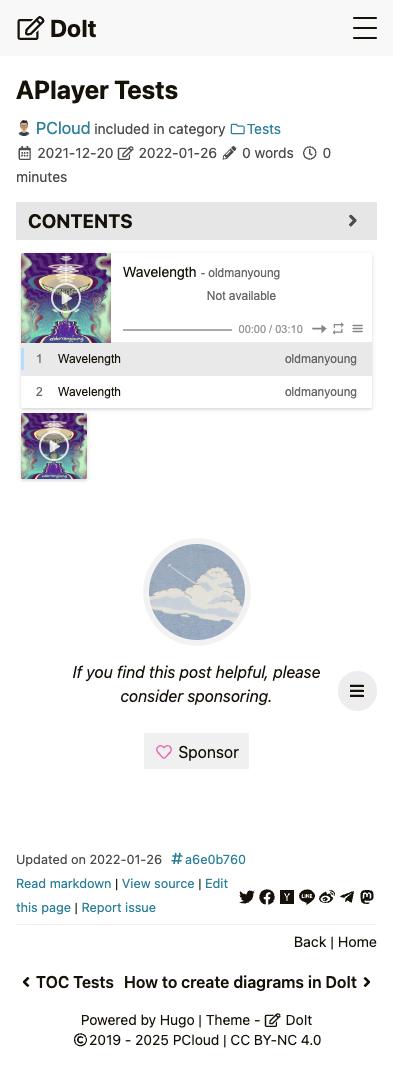 DoIt
APlayer Tests
PCloud included in category Tests
2021-12-20 2022-01-26 0 words 0
minutes
CONTENTS
Wavelength - oldmanyoung
Not available
00:00 / 03:10
1 Wavelength oldmanyoung
2 Wavelength oldmanyoung
If you find this post helpful, please
consider sponsoring.
Sponsor
Updated on 2022-01-26 #a6e0b760
Read markdown | View source | Edit
this page | Report issue
Back | Home
TOC Tests How to create diagrams in DoIt
Powered by Hugo | Theme - DoIt
©2019 - 2025 PCloud | CC BY-NC 4.0